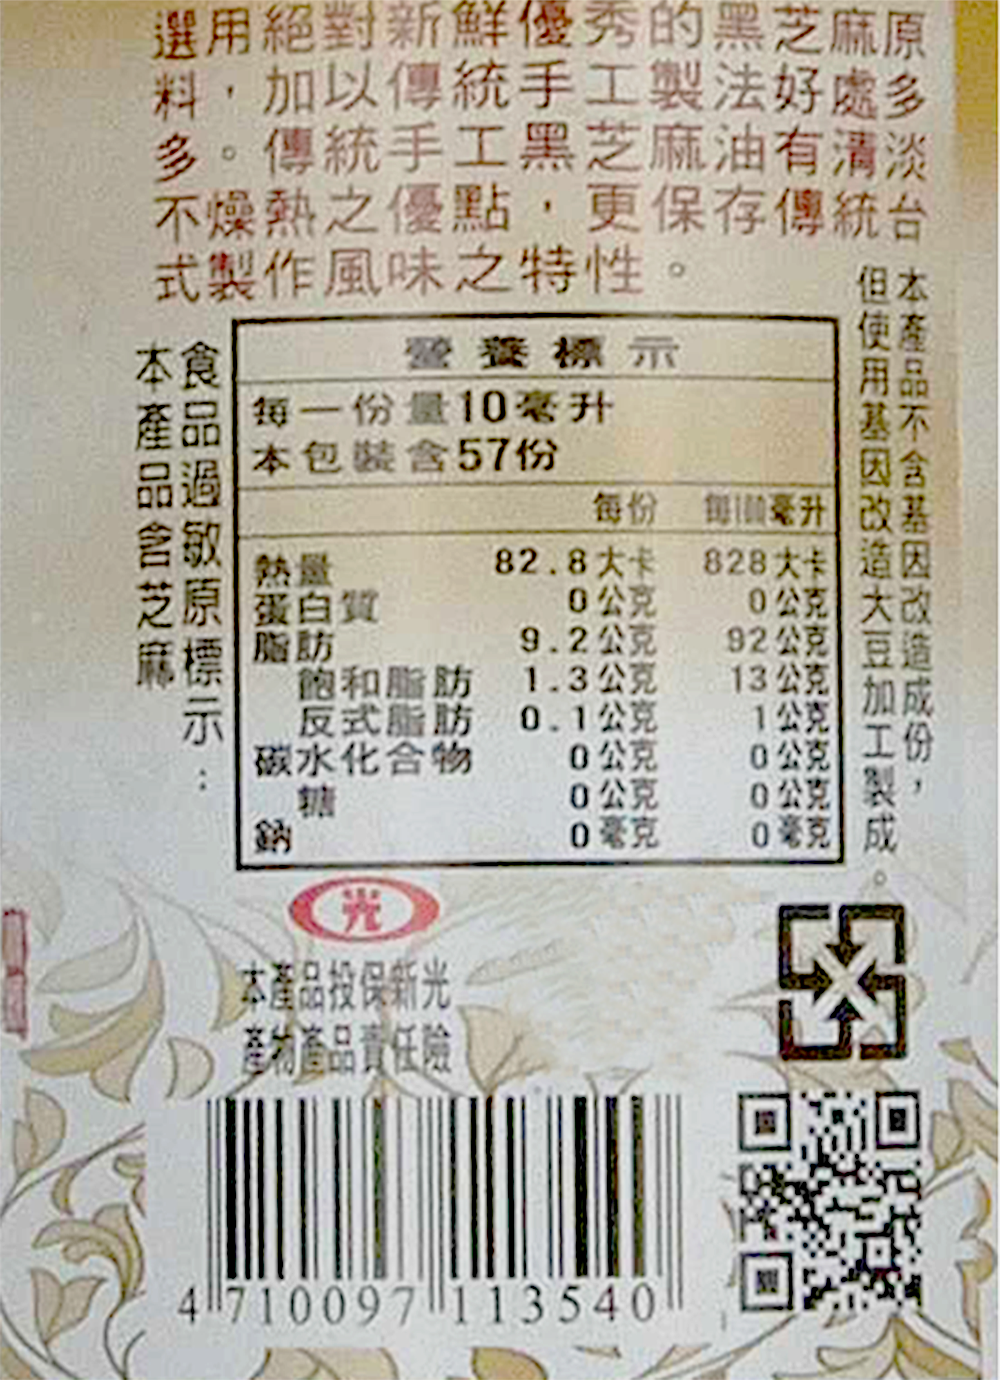 選用絕對新鮮優秀的黑芝麻原
料，加以傳統手工製法好處多
多。傳統手工黑芝麻油有清淡
不燥熱之優點，更保存傳統台
式製作風味之特性。
本產品不含基因改造成份，
但使用基因改造大豆加工製成。
食品過敏原標示：
本產品含芝麻
營養標示
每一份量10毫升
本包裝含57份
每份 每100毫升
熱量 82.8大卡 828大卡
蛋白質 0公克 0公克
脂肪 9.2公克 92公克
飽和脂肪 1.3公克 13公克
反式脂肪 0.1公克 1公克
碳水化合物 0公克 0公克
糖 0公克 0公克
鈉 0毫克 0毫克
光
本產品投保新光
產物產品責任險
4 710097 113540